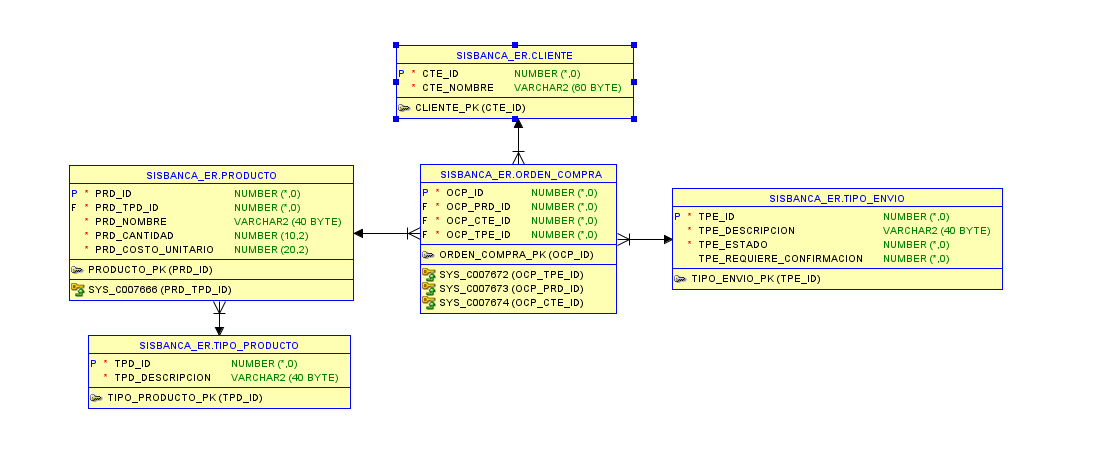 SISBANCA_ER.CLIENTE
P * CTE_ID NUMBER (*,0)
* CTE_NOMBRE VARCHAR2 (60 BYTE)
CLIENTE_PK (CTE_ID)
SISBANCA_ER.PRODUCTO
P * PRD_ID NUMBER (*,0)
F * PRD_TPD_ID NUMBER (*,0)
* PRD_NOMBRE VARCHAR2 (40 BYTE)
* PRD_CANTIDAD NUMBER (10,2)
* PRD_COSTO_UNITARIO NUMBER (20,2)
PRODUCTO_PK (PRD_ID)
SYS_C007666 (PRD_TPD_ID)
SISBANCA_ER.ORDEN_COMPRA
P * OCP_ID NUMBER (*,0)
F * OCP_PRD_ID NUMBER (*,0)
F * OCP_CTE_ID NUMBER (*,0)
F * OCP_TPE_ID NUMBER (*,0)
ORDEN_COMPRA_PK (OCP_ID)
SYS_C007672 (OCP_TPE_ID)
SYS_C007673 (OCP_PRD_ID)
SYS_C007674 (OCP_CTE_ID)
SISBANCA_ER.TIPO_ENVIO
P * TPE_ID NUMBER (*,0)
* TPE_DESCRIPCION VARCHAR2 (40 BYTE)
* TPE_ESTADO NUMBER (*,0)
TPE_REQUIERE_CONFIRMACION NUMBER (*,0)
TIPO_ENVIO_PK (TPE_ID)
SISBANCA_ER.TIPO_PRODUCTO
P * TPD_ID NUMBER (*,0)
* TPD_DESCRIPCION VARCHAR2 (40 BYTE)
TIPO_PRODUCTO_PK (TPD_ID)